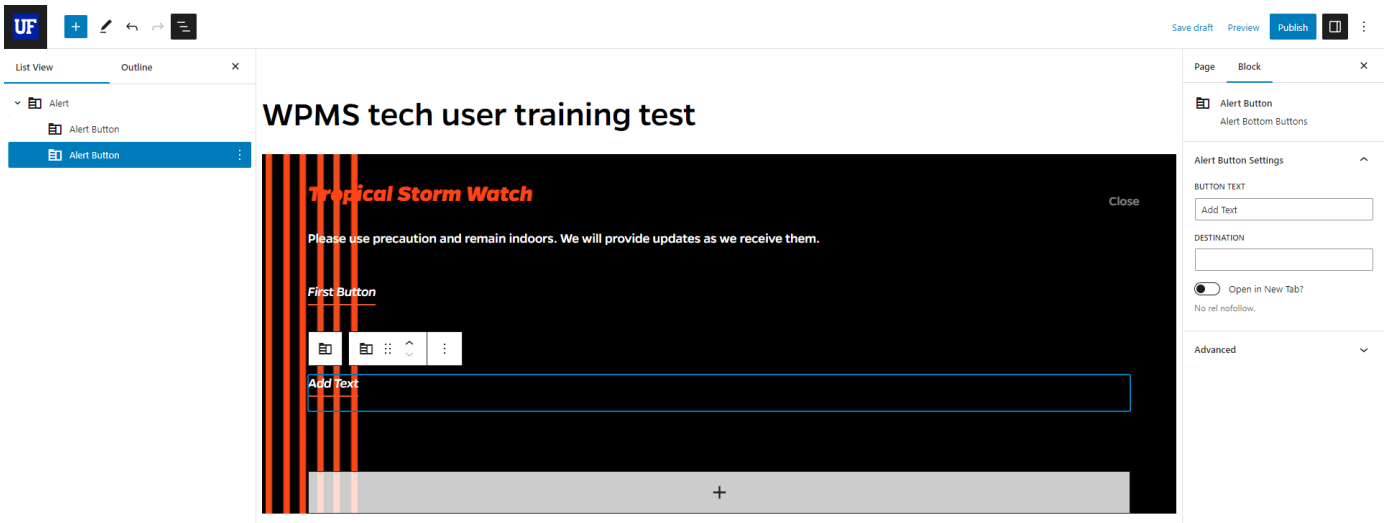 UF
Save draft
Preview
Publish
List View
Outline
Alert
Alert Button
Alert Button
WPMS tech user training test
Tropical Storm Watch
Close
Please use precaution and remain indoors. We will provide updates as we receive them.
First Button
Add Text
Page
Block
Alert Button
Alert Bottom Buttons
Alert Button Settings
BUTTON TEXT
Add Text
DESTINATION
Open in New Tab?
No rel nofollow.
Advanced